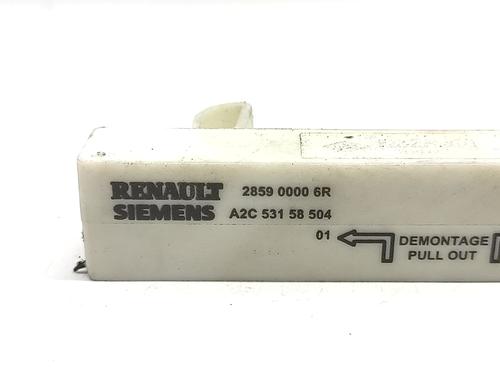 RENAULT 2859 0000 6R
SIEMENS A2C 531 58 504
01
DEMONTAGE
PULL OUT